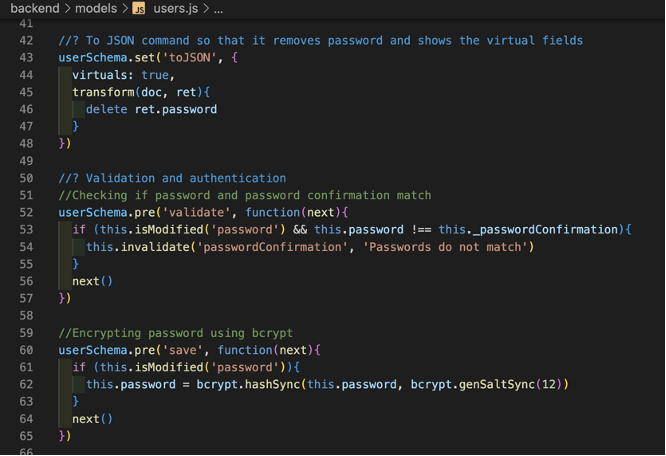 backend > models > JS users.js > ...
41
42 //? To JSON command so that it removes password and shows the virtual fields
43 userSchema.set('toJSON', {
44 virtuals: true,
45 transform(doc, ret){
46 delete ret.password
47 }
48 })
49
50 //? Validation and authentication
51 //Checking if password and password confirmation match
52 userSchema.pre('validate', function(next){
53 if (this.isModified('password') && this.password !== this._passwordConfirmation){
54 this.invalidate('passwordConfirmation', 'Passwords do not match')
55 }
56 next()
57 })
58
59 //Encrypting password using bcrypt
60 userSchema.pre('save', function(next){
61 if (this.isModified('password')){
62 this.password = bcrypt.hashSync(this.password, bcrypt.genSaltSync(12))
63 }
64 next()
65 })
66